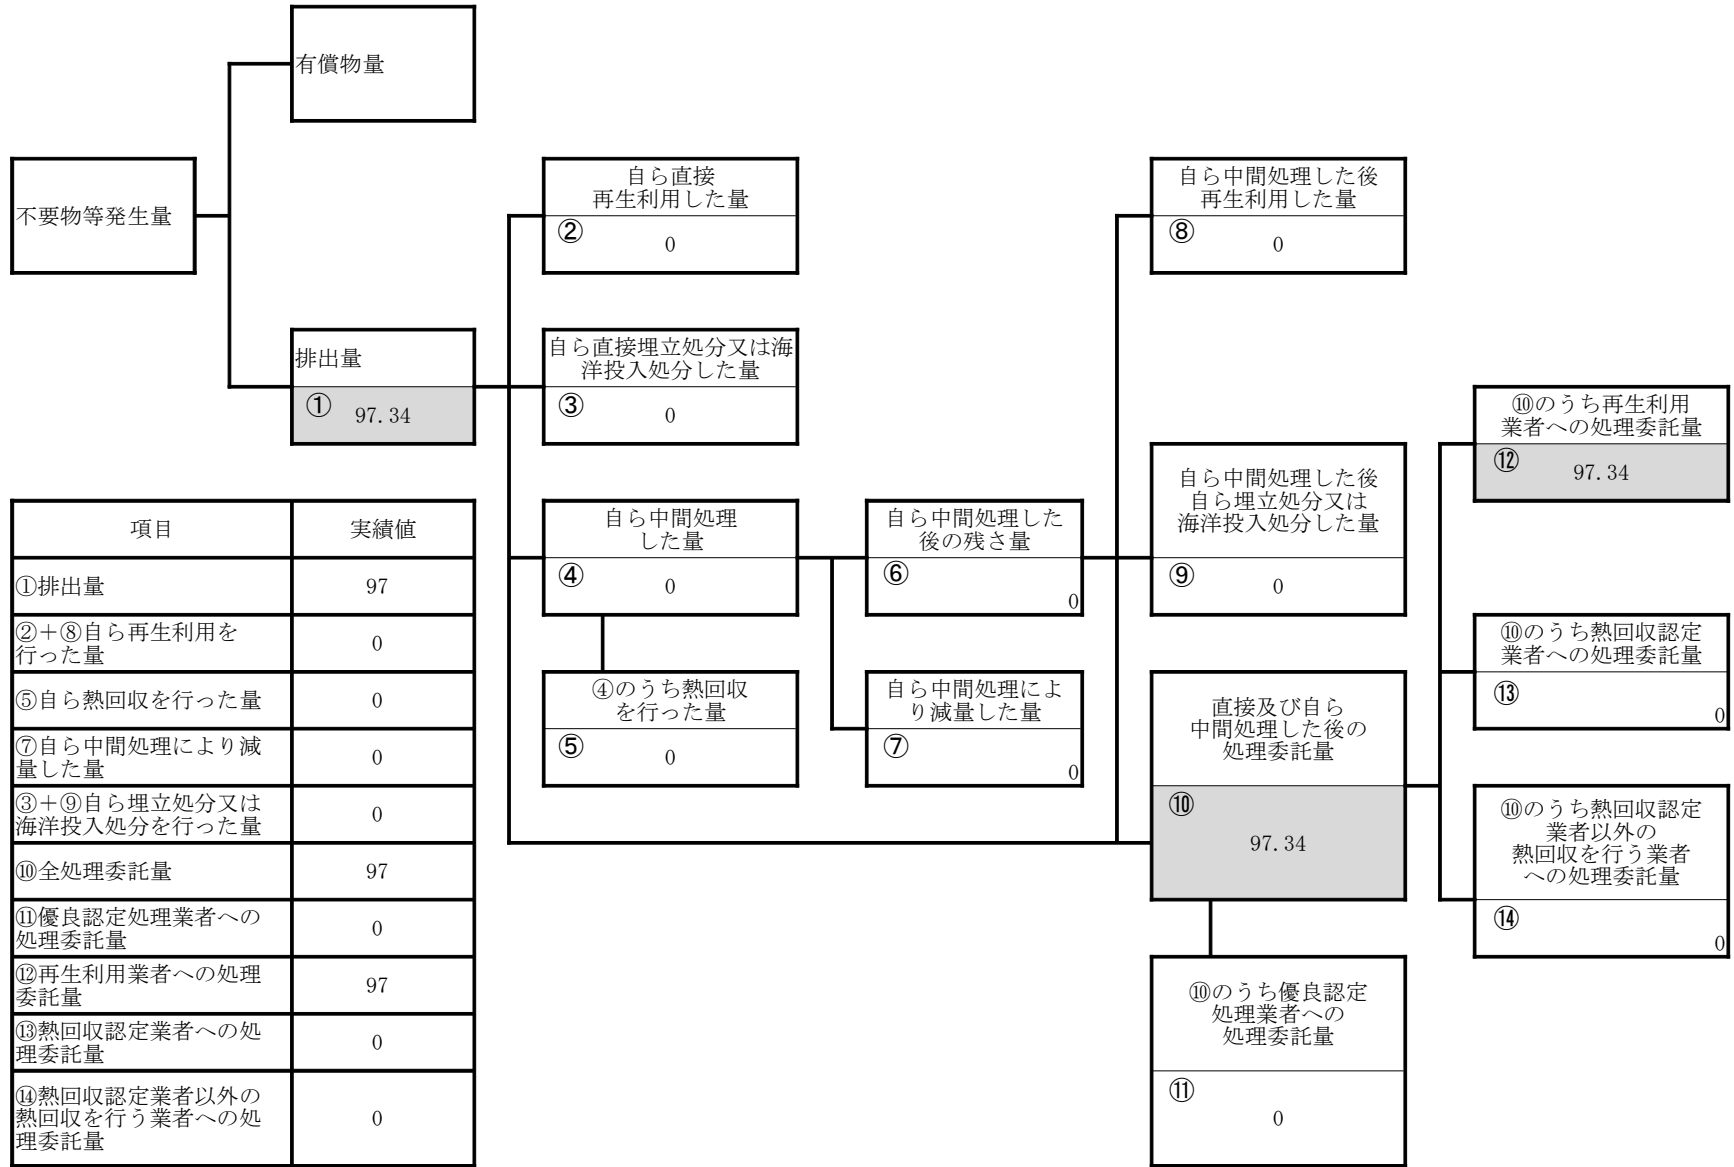 有償物量
不要物等発生量
自ら直接
再生利用した量
②
0
自ら中間処理した後
再生利用した量
⑧
0
排出量
①
97.34
自ら直接埋立処分又は海
洋投入処分した量
③
0
⑩のうち再生利用
業者への処理委託量
⑫
97.34
自ら中間処理
した量
④
0
自ら中間処理した
後の残さ量
⑥
0
自ら中間処理した後
自ら埋立処分又は
海洋投入処分した量
⑨
0
⑩のうち熱回収認定
業者への処理委託量
⑬
0
④のうち熱回収
を行った量
⑤
0
自ら中間処理によ
り減量した量
⑦
0
直接及び自ら
中間処理した後の
処理委託量
⑩
97.34
⑩のうち熱回収認定
業者以外の
熱回収を行う業者
への処理委託量
⑭
0
⑩のうち優良認定
処理業者への
処理委託量
⑪
0
項目 実績値
①排出量 97
②+⑧自ら再生利用を
行った量 0
⑤自ら熱回収を行った量 0
⑦自ら中間処理により減
量した量 0
③+⑨自ら埋立処分又は
海洋投入処分を行った量 0
⑩全処理委託量 97
⑪優良認定処理業者への
処理委託量 0
⑫再生利用業者への処理
委託量 97
⑬熱回収認定業者への処
理委託量 0
⑭熱回収認定業者以外の
熱回収を行う業者への処
理委託量 0